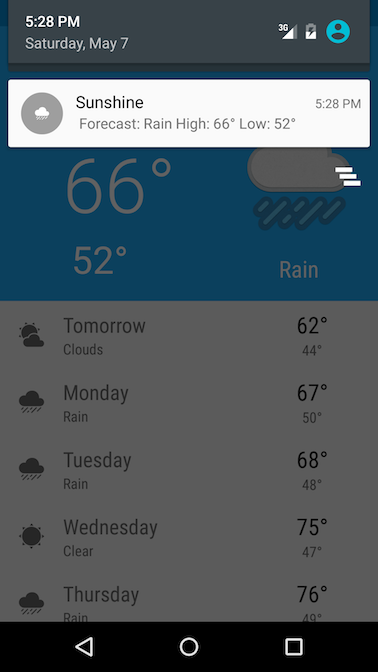 5:28 PM
Saturday, May 7
3G
Sunshine
5:28 PM
Forecast: Rain High: 66° Low: 52°
66°
52°
Rain
Tomorrow
62°
Clouds
44°
Monday
67°
Rain
50°
Tuesday
68°
Rain
48°
Wednesday
75°
Clear
47°
Thursday
76°
Rain
49°